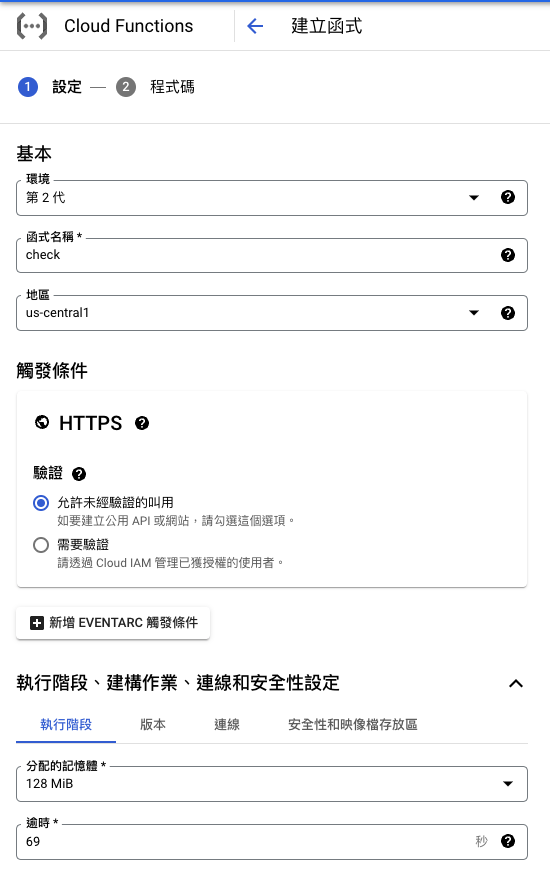 Cloud Functions
建立函式
1 設定 — 2 程式碼
基本
環境
第 2 代
函式名稱 *
check
地區
us-central1
觸發條件
HTTPS
驗證
允許未經驗證的叫用
如要建立公用 API 或網站,請勾選這個選項。
需要驗證
請透過 Cloud IAM 管理已獲授權的使用者。
新增 EVENTARC 觸發條件
執行階段、建構作業、連線和安全性設定
執行階段 版本 連線 安全性和映像檔存放區
分配的記憶體 *
128 MiB
逾時 *
69 秒